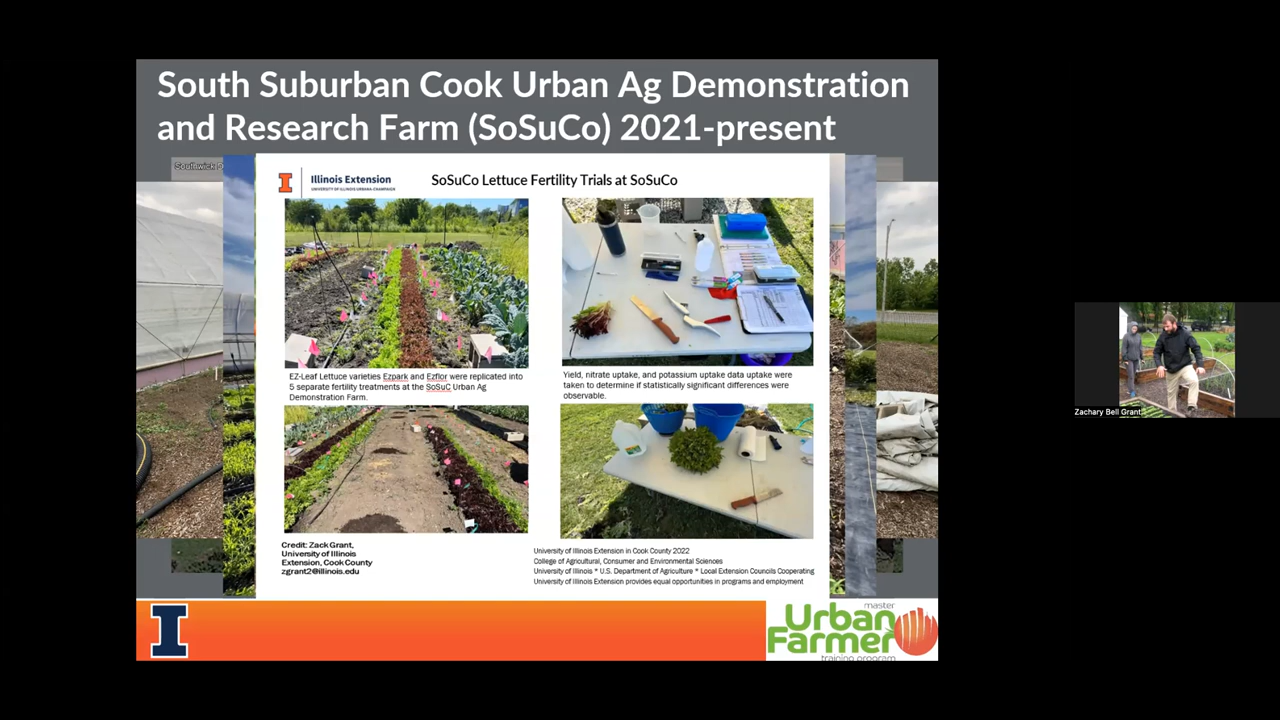 South Suburban Cook Urban Ag Demonstration
and Research Farm (SoSuCo) 2021-present
Illinois Extension
UNIVERSITY OF ILLINOIS URBANA-CHAMPAIGN
SoSuCo Lettuce Fertility Trials at SoSuCo
EZ-Leaf Lettuce varieties Ezpark and Ezflor were replicated into
5 separate fertility treatments at the SoSuC Urban Ag
Demonstration Farm.
Yield, nitrate uptake, and potassium uptake data uptake were
taken to determine if statistically significant differences were
observable.
Credit: Zack Grant,
University of Illinois
Extension, Cook County
zgrant2@illinois.edu
University of Illinois Extension in Cook County 2022
College of Agricultural, Consumer and Environmental Sciences
University of Illinois * U.S. Department of Agriculture * Local Extension Councils Cooperating
University of Illinois Extension provides equal opportunities in programs and employment
master
Urban
Farmer
training program
Zachary Bell Grant